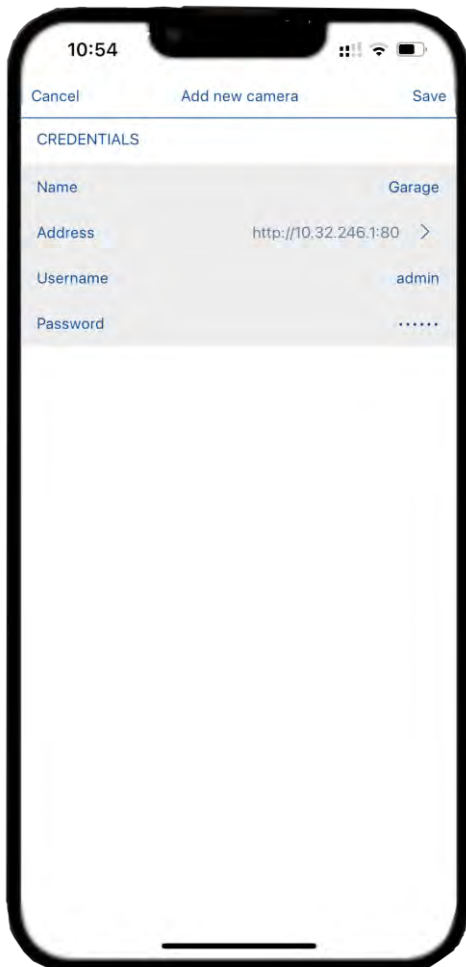 10:54
Cancel Add new camera Save
CREDENTIALS
Name Garage
Address http://10.32.246.1:80 >
Username admin
Password ······